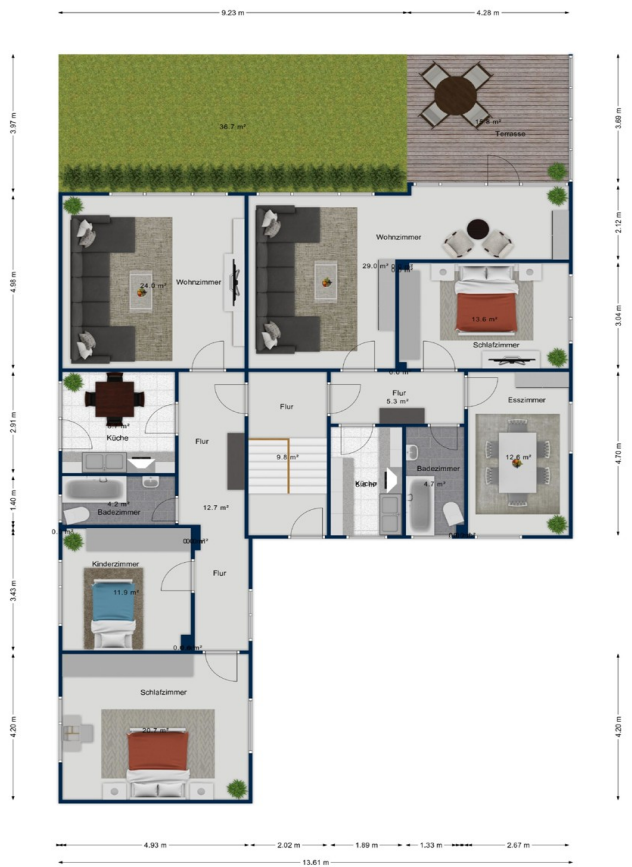 9.23 m
4.28 m
3.97 m
3.69 m
36.7 m²
Terrasse
2.12 m
4.98 m
Wohnzimmer
24.0 m²
Wohnzimmer
29.0 m²
3.04 m
13.6 m²
Schlafzimmer
2.91 m
Küche
Flur
Flur
Flur
5.3 m²
Esszimmer
12.6 m²
4.70 m
9.8 m²
Badezimmer
4.7 m²
1.40 m
4.2 m²
Badezimmer
12.7 m²
3.43 m
Kinderzimmer
11.9 m²
Flur
4.20 m
Schlafzimmer
20.7 m²
4.20 m
4.93 m
2.02 m
1.89 m
1.33 m
2.67 m
13.61 m